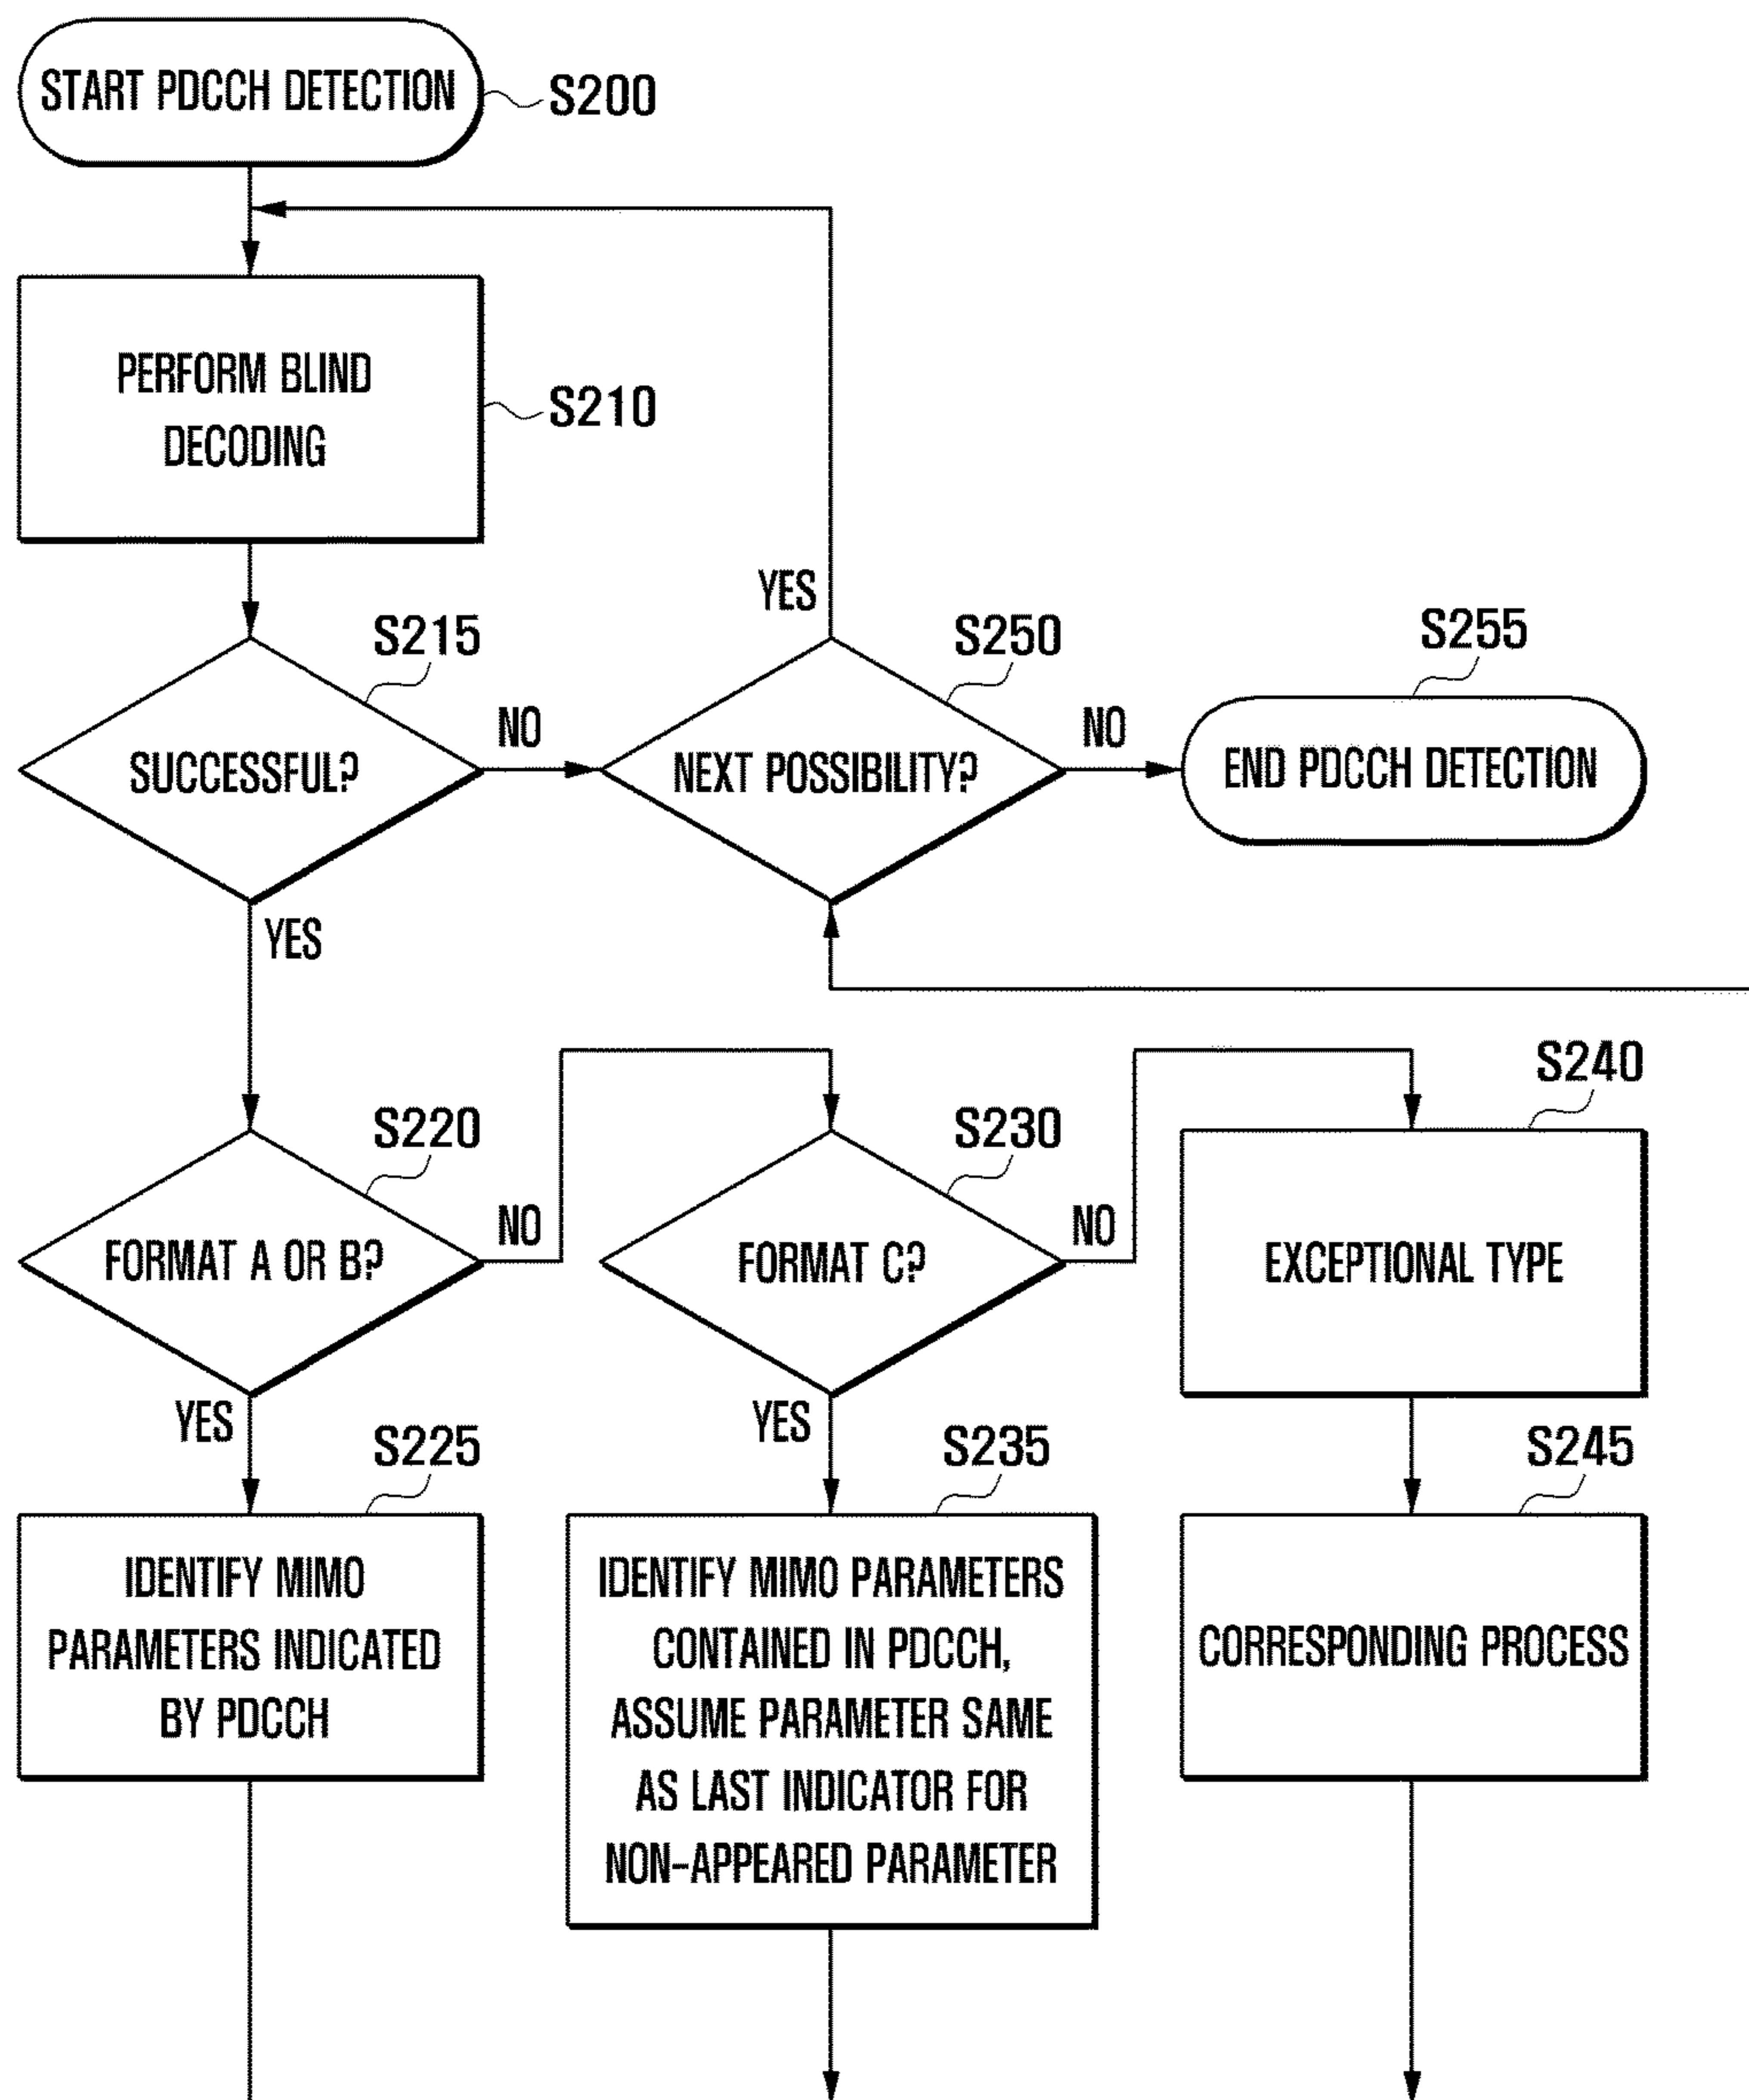 START PDCCH DETECTION
S200
PERFORM BLIND
DECODING
S210
YES
S215
S250
S255
SUCCESSFUL?
NO
NEXT POSSIBILITY?
NO
END PDCCH DETECTION
YES
S220
S230
S240
FORMAT A OR B?
NO
FORMAT C?
NO
EXCEPTIONAL TYPE
YES
YES
S225
S235
S245
IDENTIFY MIMO
PARAMETERS INDICATED
BY PDCCH
IDENTIFY MIMO PARAMETERS
CONTAINED IN PDCCH,
ASSUME PARAMETER SAME
AS LAST INDICATOR FOR
NON-APPEARED PARAMETER
CORRESPONDING PROCESS